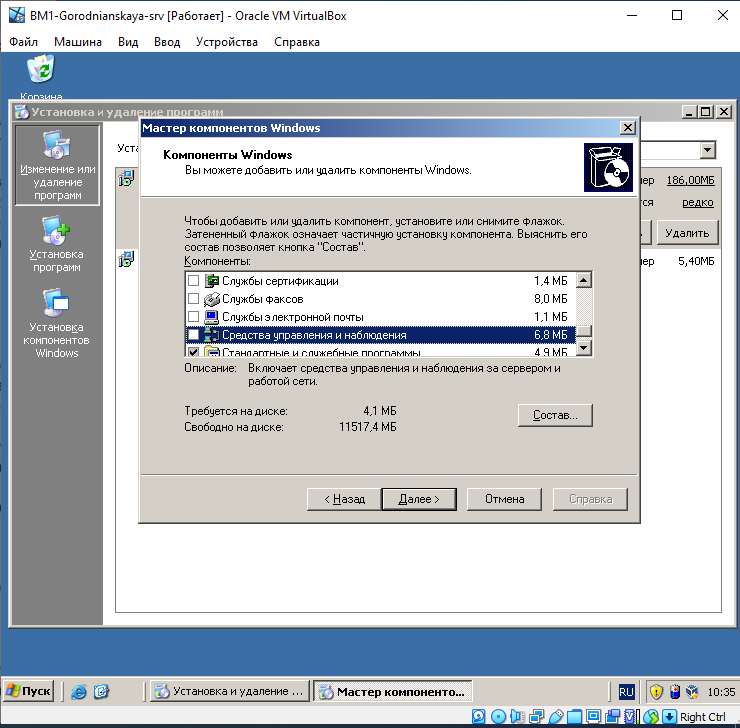 BM1-Gorodnianskaya-srv [Работает] - Oracle VM VirtualBox
Файл Машина Вид Ввод Устройства Справка
Корзина
Установка и удаление программ
Мастер компонентов Windows
Компоненты Windows
Вы можете добавить или удалить компоненты Windows.
Изменение или
удаление
программ
186,00МБ
редко
Удалить
5,40МБ
Установка
программ
Установка
компонентов
Windows
Чтобы добавить или удалить компонент, установите или снимите флажок.
Затененный флажок означает частичную установку компонента. Выяснить его
состав позволяет кнопка "Состав".
Компоненты:
Службы сертификации 1,4 МБ
Службы факсов 8,0 МБ
Службы электронной почты 1,1 МБ
Средства управления и наблюдения 6,8 МБ
Стандартные и служебные программы 4,9 МБ
Описание: Включает средства управления и наблюдения за сервером и
работой сети.
Требуется на диске: 4,1 МБ
Свободно на диске: 11517,4 МБ
Состав...
< Назад Далее > Отмена Справка
Пуск Установка и удаление ... Мастер компоненто... RU 10:35
Right Ctrl